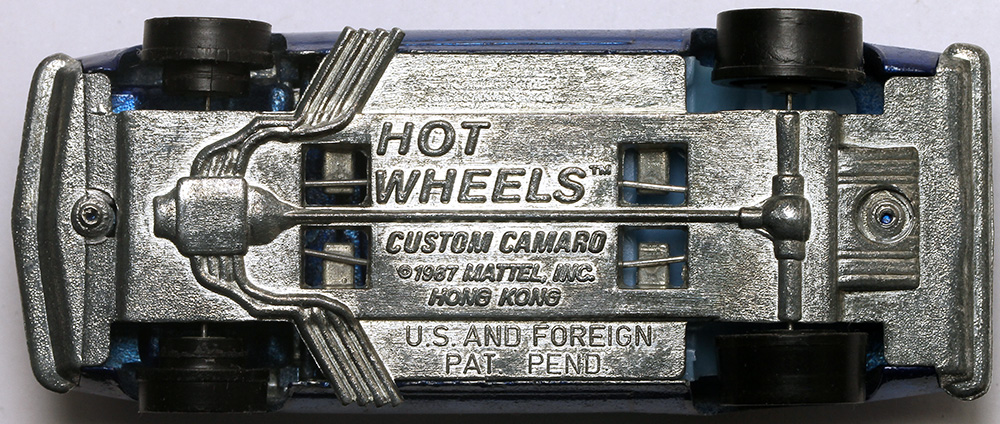 HOT
WHEELS™
CUSTOM CAMARO
©1967 MATTEL, INC.
HONG KONG
U.S. AND FOREIGN
PAT. PEND.